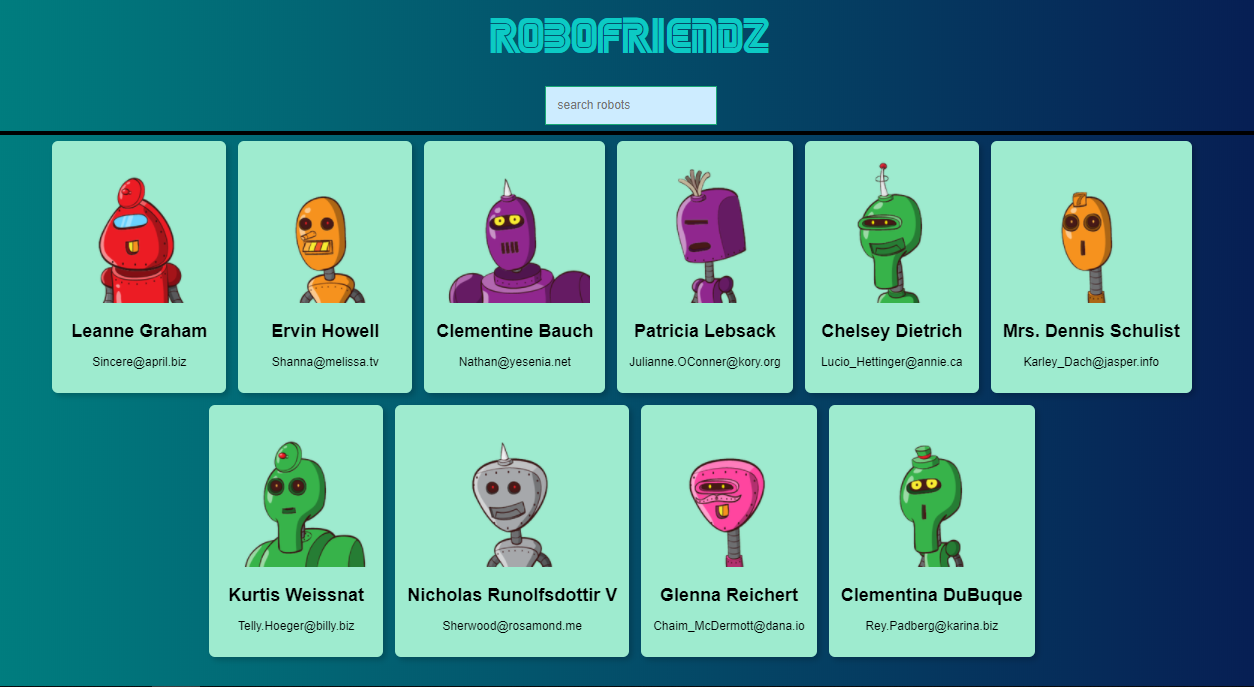 ROBOFRIENDZ
search robots
Leanne Graham
Sincere@april.biz
Ervin Howell
Shanna@melissa.tv
Clementine Bauch
Nathan@yesenia.net
Patricia Lebsack
Julianne.OConner@kory.org
Chelsey Dietrich
Lucio_Hettinger@annie.ca
Mrs. Dennis Schulist
Karley_Dach@jasper.info
Kurtis Weissnat
Telly.Hoeger@billy.biz
Nicholas Runolfsdottir V
Sherwood@rosamond.me
Glenna Reichert
Chaim_McDermott@dana.io
Clementina DuBuque
Rey.Padberg@karina.biz